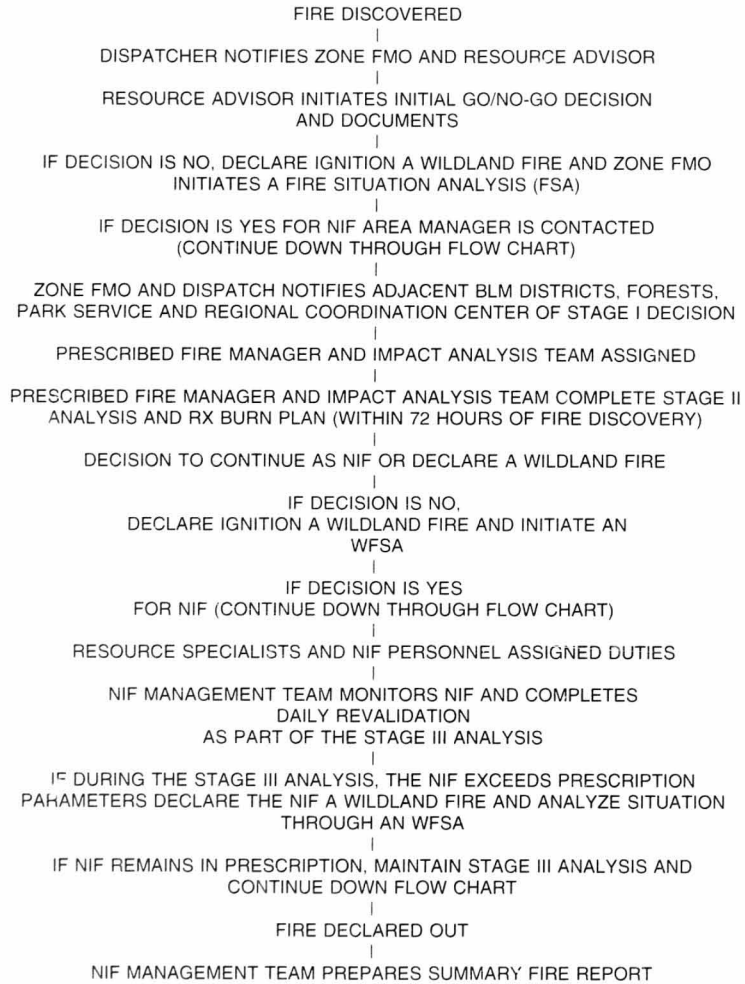 FIRE DISCOVERED
DISPATCHER NOTIFIES ZONE FMO AND RESOURCE ADVISOR
RESOURCE ADVISOR INITIATES INITIAL GO/NO-GO DECISION
AND DOCUMENTS
IF DECISION IS NO, DECLARE IGNITION A WILDLAND FIRE AND ZONE FMO
INITIATES A FIRE SITUATION ANALYSIS (FSA)
IF DECISION IS YES FOR NIF AREA MANAGER IS CONTACTED
(CONTINUE DOWN THROUGH FLOW CHART)
ZONE FMO AND DISPATCH NOTIFIES ADJACENT BLM DISTRICTS, FORESTS,
PARK SERVICE AND REGIONAL COORDINATION CENTER OF STAGE I DECISION
PRESCRIBED FIRE MANAGER AND IMPACT ANALYSIS TEAM ASSIGNED
PRESCRIBED FIRE MANAGER AND IMPACT ANALYSIS TEAM COMPLETE STAGE II
ANALYSIS AND RX BURN PLAN (WITHIN 72 HOURS OF FIRE DISCOVERY)
DECISION TO CONTINUE AS NIF OR DECLARE A WILDLAND FIRE
IF DECISION IS NO,
DECLARE IGNITION A WILDLAND FIRE AND INITIATE AN
WFSA
IF DECISION IS YES
FOR NIF (CONTINUE DOWN THROUGH FLOW CHART)
RESOURCE SPECIALISTS AND NIF PERSONNEL ASSIGNED DUTIES
NIF MANAGEMENT TEAM MONITORS NIF AND COMPLETES
DAILY REVALIDATION
AS PART OF THE STAGE III ANALYSIS
IF DURING THE STAGE III ANALYSIS, THE NIF EXCEEDS PRESCRIPTION
PARAMETERS DECLARE THE NIF A WILDLAND FIRE AND ANALYZE SITUATION
THROUGH AN WFSA
IF NIF REMAINS IN PRESCRIPTION, MAINTAIN STAGE III ANALYSIS AND
CONTINUE DOWN FLOW CHART
FIRE DECLARED OUT
NIF MANAGEMENT TEAM PREPARES SUMMARY FIRE REPORT